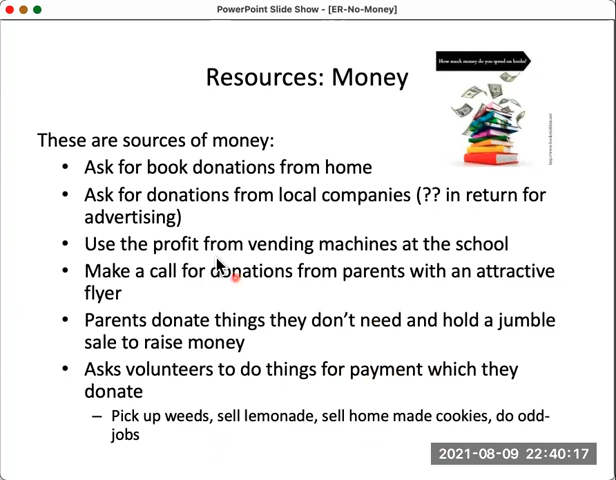 PowerPoint Slide Show - [ER-No-Money]
How much money do you spend on books?
Resources: Money
These are sources of money:
• Ask for book donations from home
• Ask for donations from local companies (?? in return for
advertising)
• Use the profit from vending machines at the school
• Make a call for donations from parents with an attractive
flyer
• Parents donate things they don't need and hold a jumble
sale to raise money
• Asks volunteers to do things for payment which they
donate
– Pick up weeds, sell lemonade, sell home made cookies, do odd-
jobs
2021-08-09 22:40:17